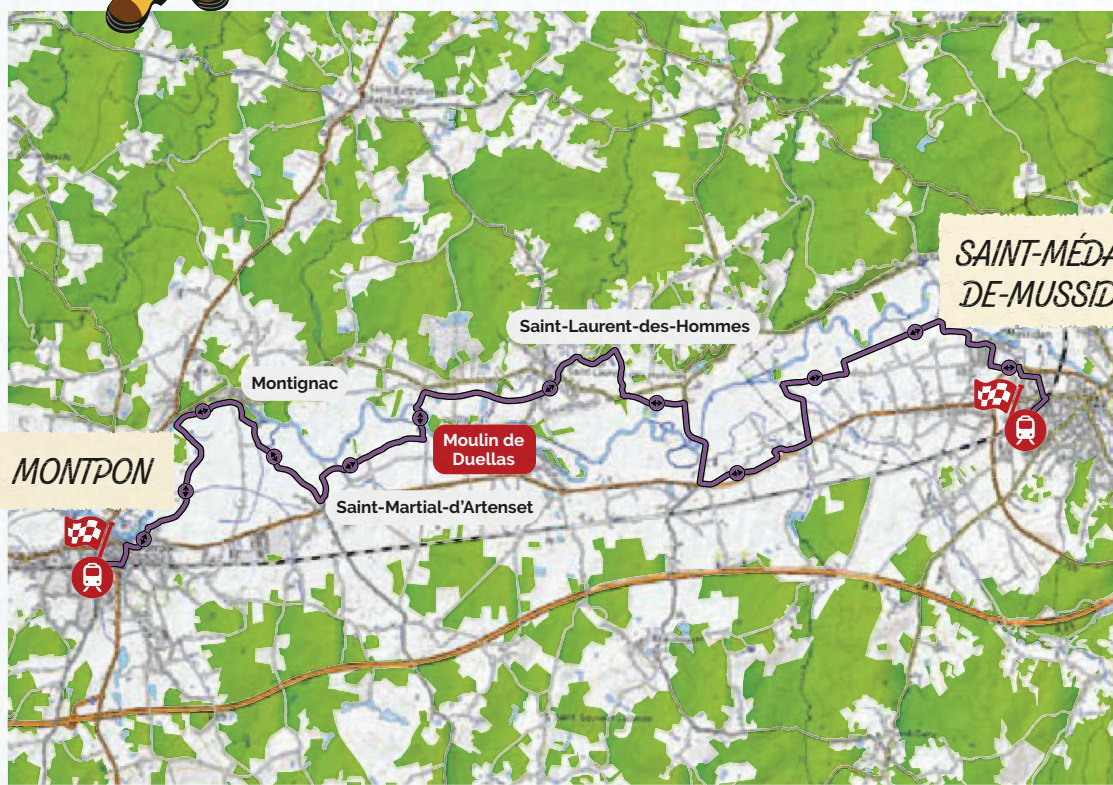 SAINT-MÉDA
DE-MUSSID
Saint-Laurent-des-Hommes
Montignac
Moulin de
Duellas
MONTPON
Saint-Martial-d'Artenset